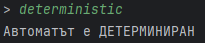 > deterministic
Автоматът е ДЕТЕРМИНИРАН